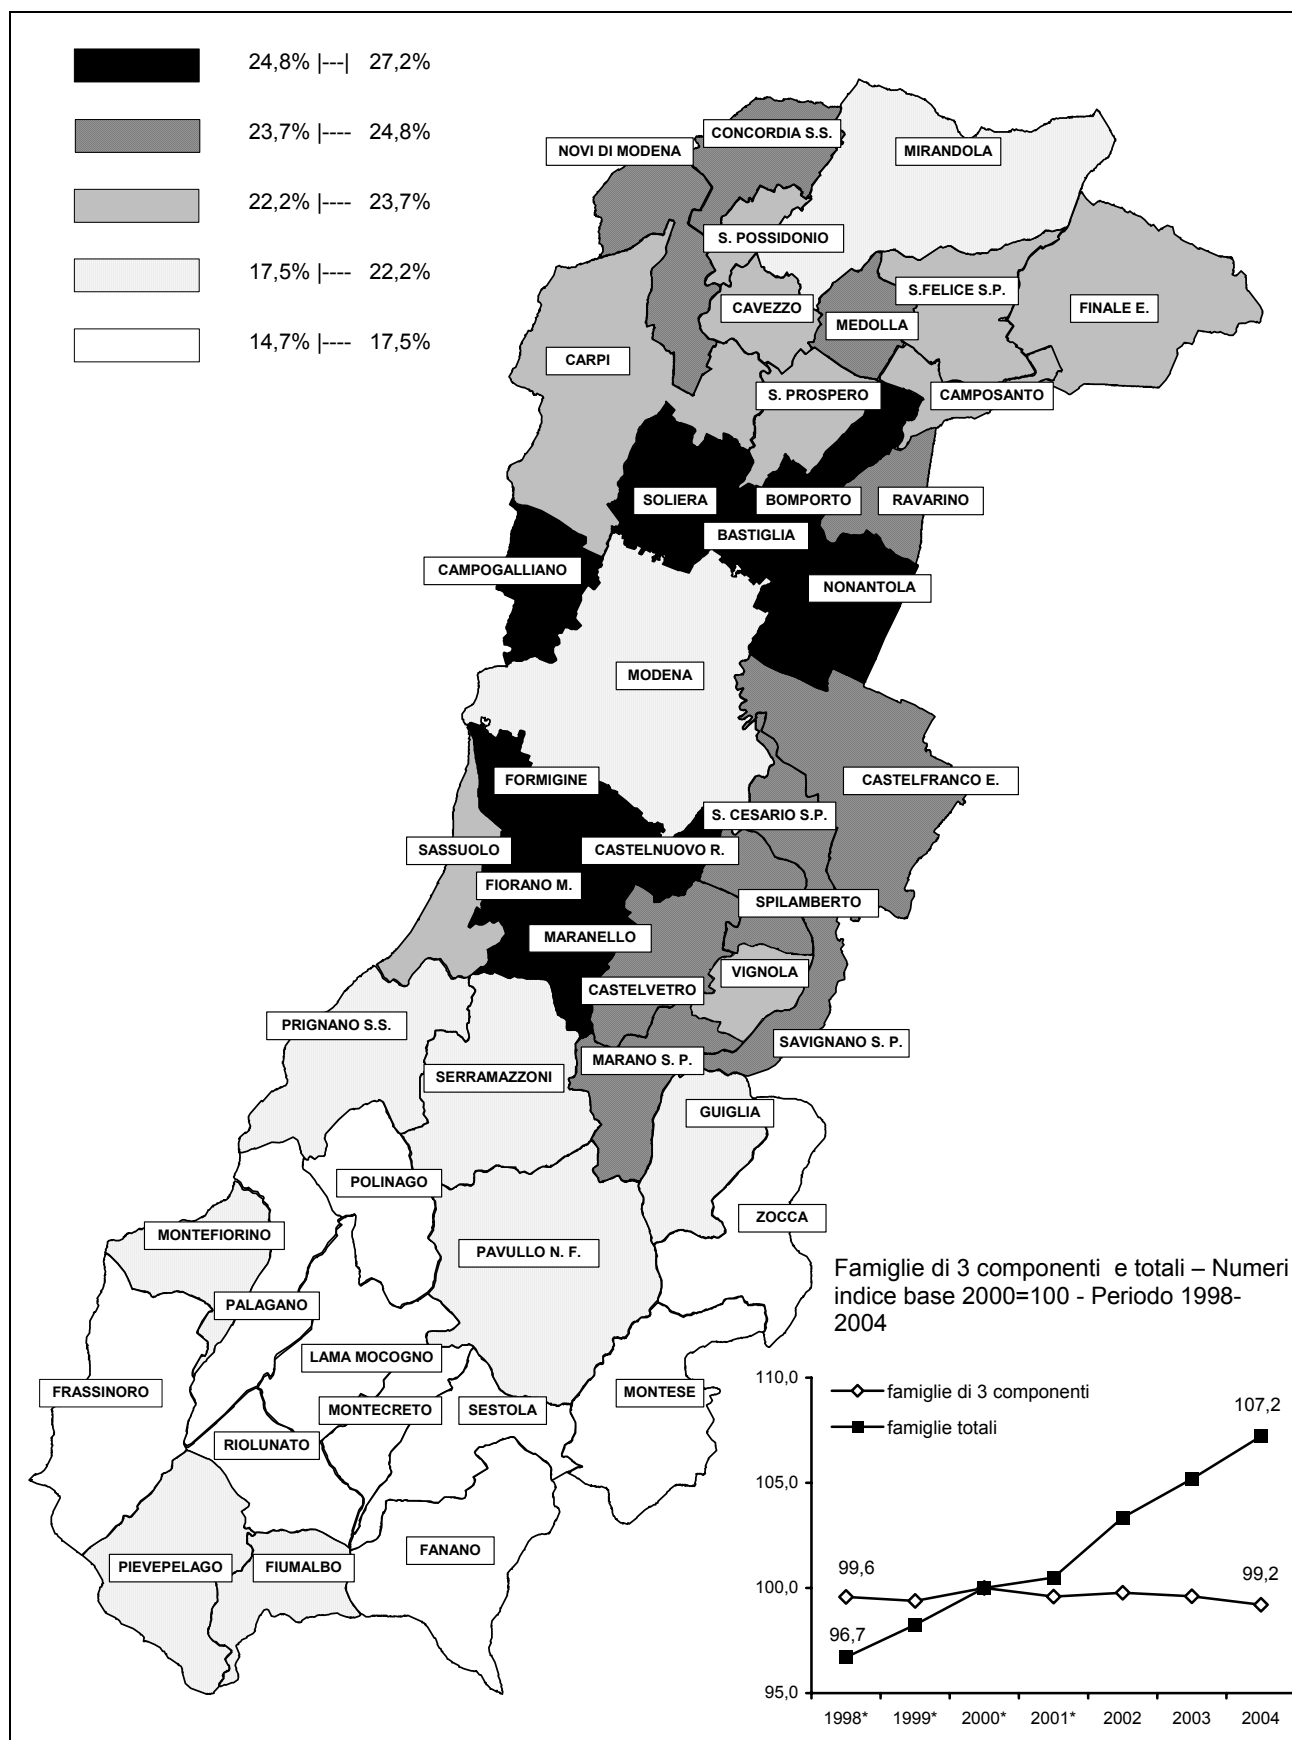 24,8% |---| 27,2%
23,7% |---- 24,8%
22,2% |---- 23,7%
17,5% |---- 22,2%
14,7% |---- 17,5%
CONCORDIA S.S.
NOVI DI MODENA
MIRANDOLA
S. POSSIDONIO
S.FELICE S.P.
CAVEZZO
FINALE E.
MEDOLLA
CARPI
S. PROSPERO
CAMPOSANTO
SOLIERA
BOMPORTO
RAVARINO
BASTIGLIA
CAMPOGALLIANO
NONANTOLA
MODENA
FORMIGINE
CASTELFRANCO E.
S. CESARIO S.P.
SASSUOLO
CASTELNUOVO R.
FIORANO M.
SPILAMBERTO
MARANELLO
VIGNOLA
CASTELVETRO
PRIGNANO S.S.
SAVIGNANO S. P.
MARANO S. P.
SERRAMAZZONI
GUIGLIA
POLINAGO
ZOCCA
MONTEFIORINO
PAVULLO N. F.
PALAGANO
LAMA MOCOGNO
FRASSINORO
MONTESE
MONTECRETO
SESTOLA
RIOLUNATO
FANANO
PIEVEPELAGO
FIUMALBO
Famiglie di 3 componenti e totali – Numeri
indice base 2000=100 - Periodo 1998-
2004
110,0
famiglie di 3 componenti
107,2
famiglie totali
105,0
99,6
99,2
100,0
96,7
95,0
1998* 1999* 2000* 2001* 2002 2003 2004